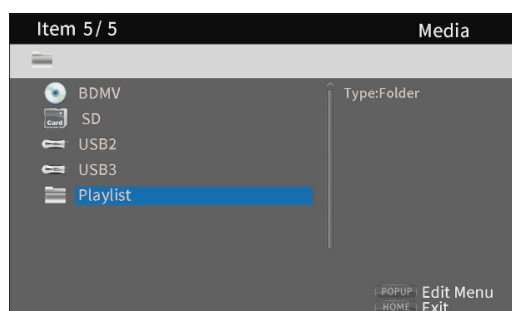 Item 5/5 Media
BDMV
Type:Folder
Card SD
USB2
USB3
Playlist
POPUP Edit Menu
HOME Exit